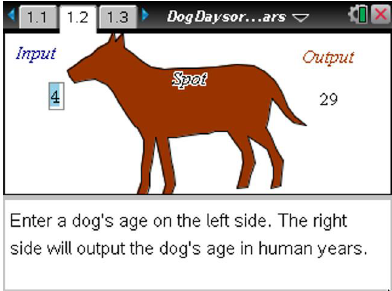 1.1 1.2 1.3 DogDaysor...ars
Input Output
Spot
4 29
Enter a dog's age on the left side. The right
side will output the dog's age in human years.